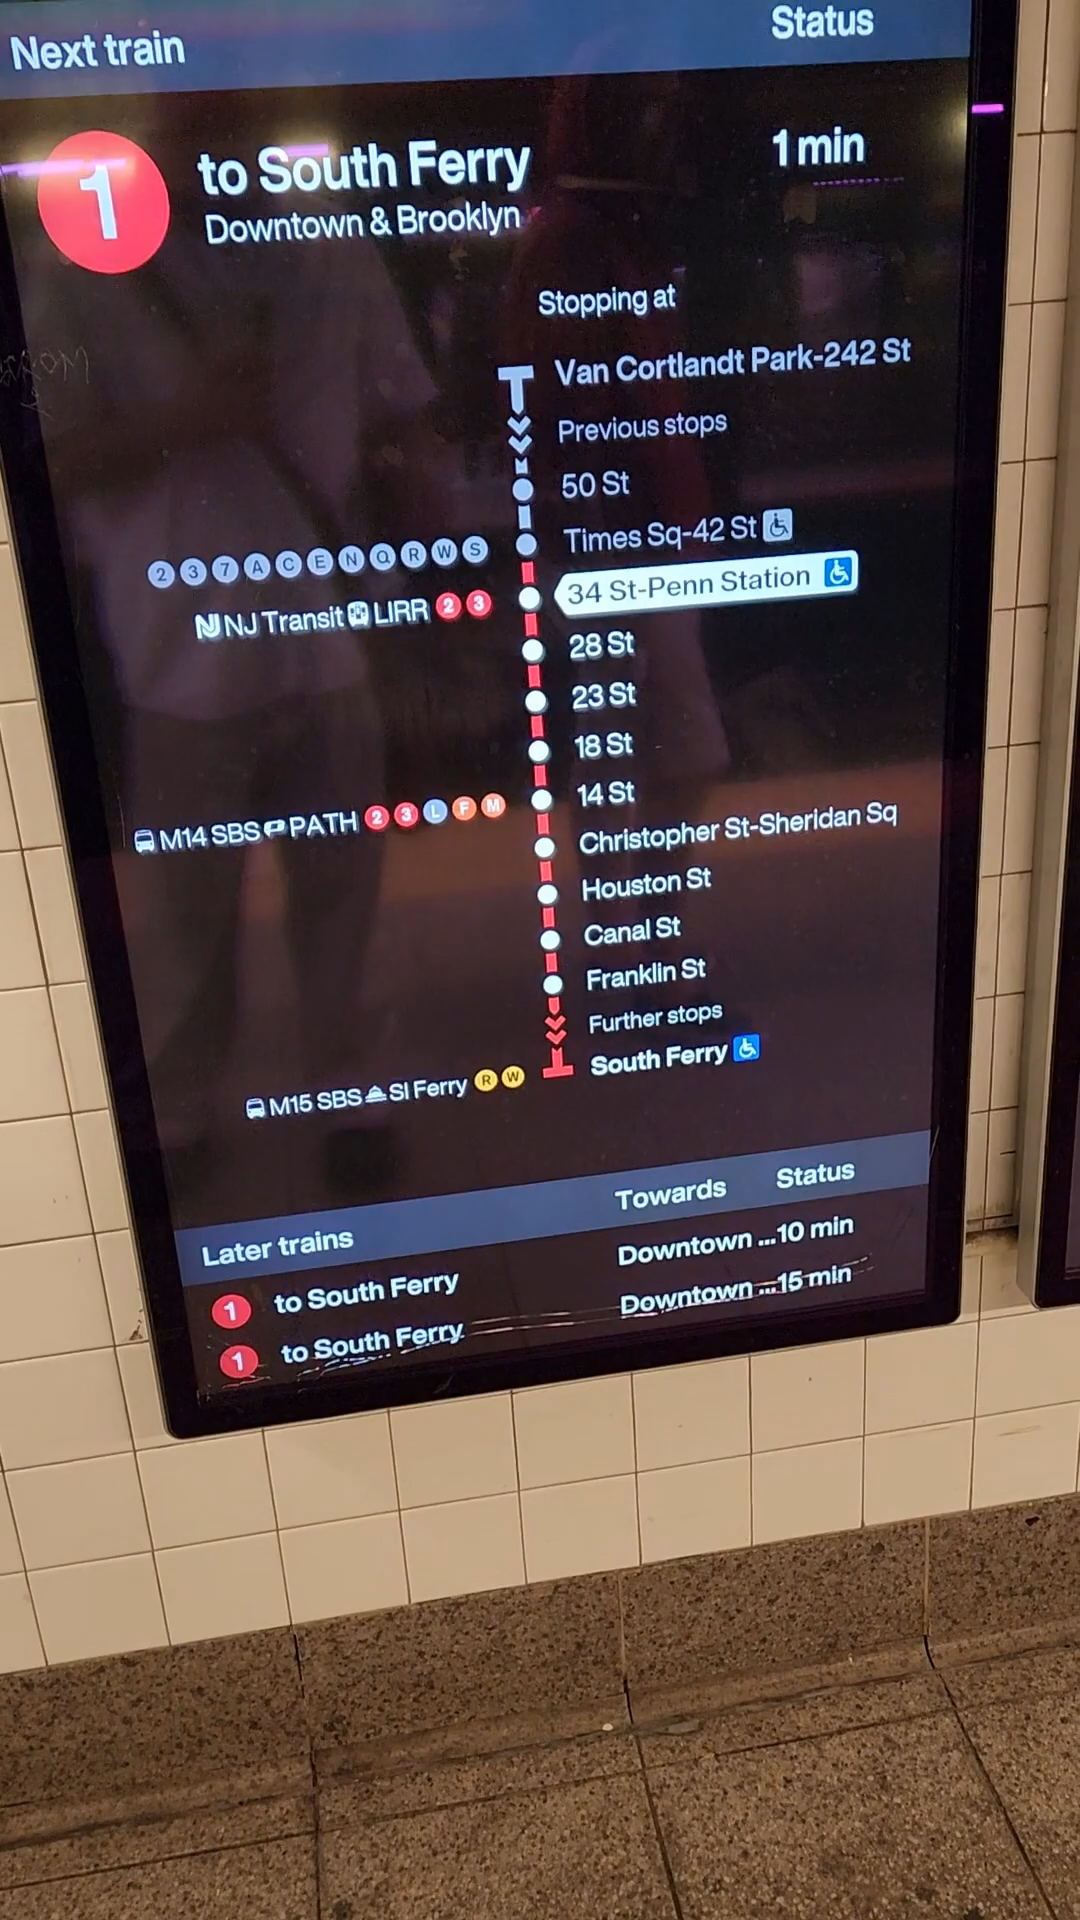 Next train Status
1 to South Ferry 1 min
Downtown & Brooklyn
Stopping at
Van Cortlandt Park-242 St
Previous stops
50 St
2 3 7 A C E N Q R W S Times Sq-42 St
NJ Transit LIRR 2 3 34 St-Penn Station
28 St
23 St
18 St
M14 SBS PATH 2 3 L F M 14 St
Christopher St-Sheridan Sq
Houston St
Canal St
Franklin St
Further stops
M15 SBS SI Ferry R W South Ferry
Later trains Towards Status
1 to South Ferry Downtown ...10 min
1 to South Ferry Downtown ...15 min